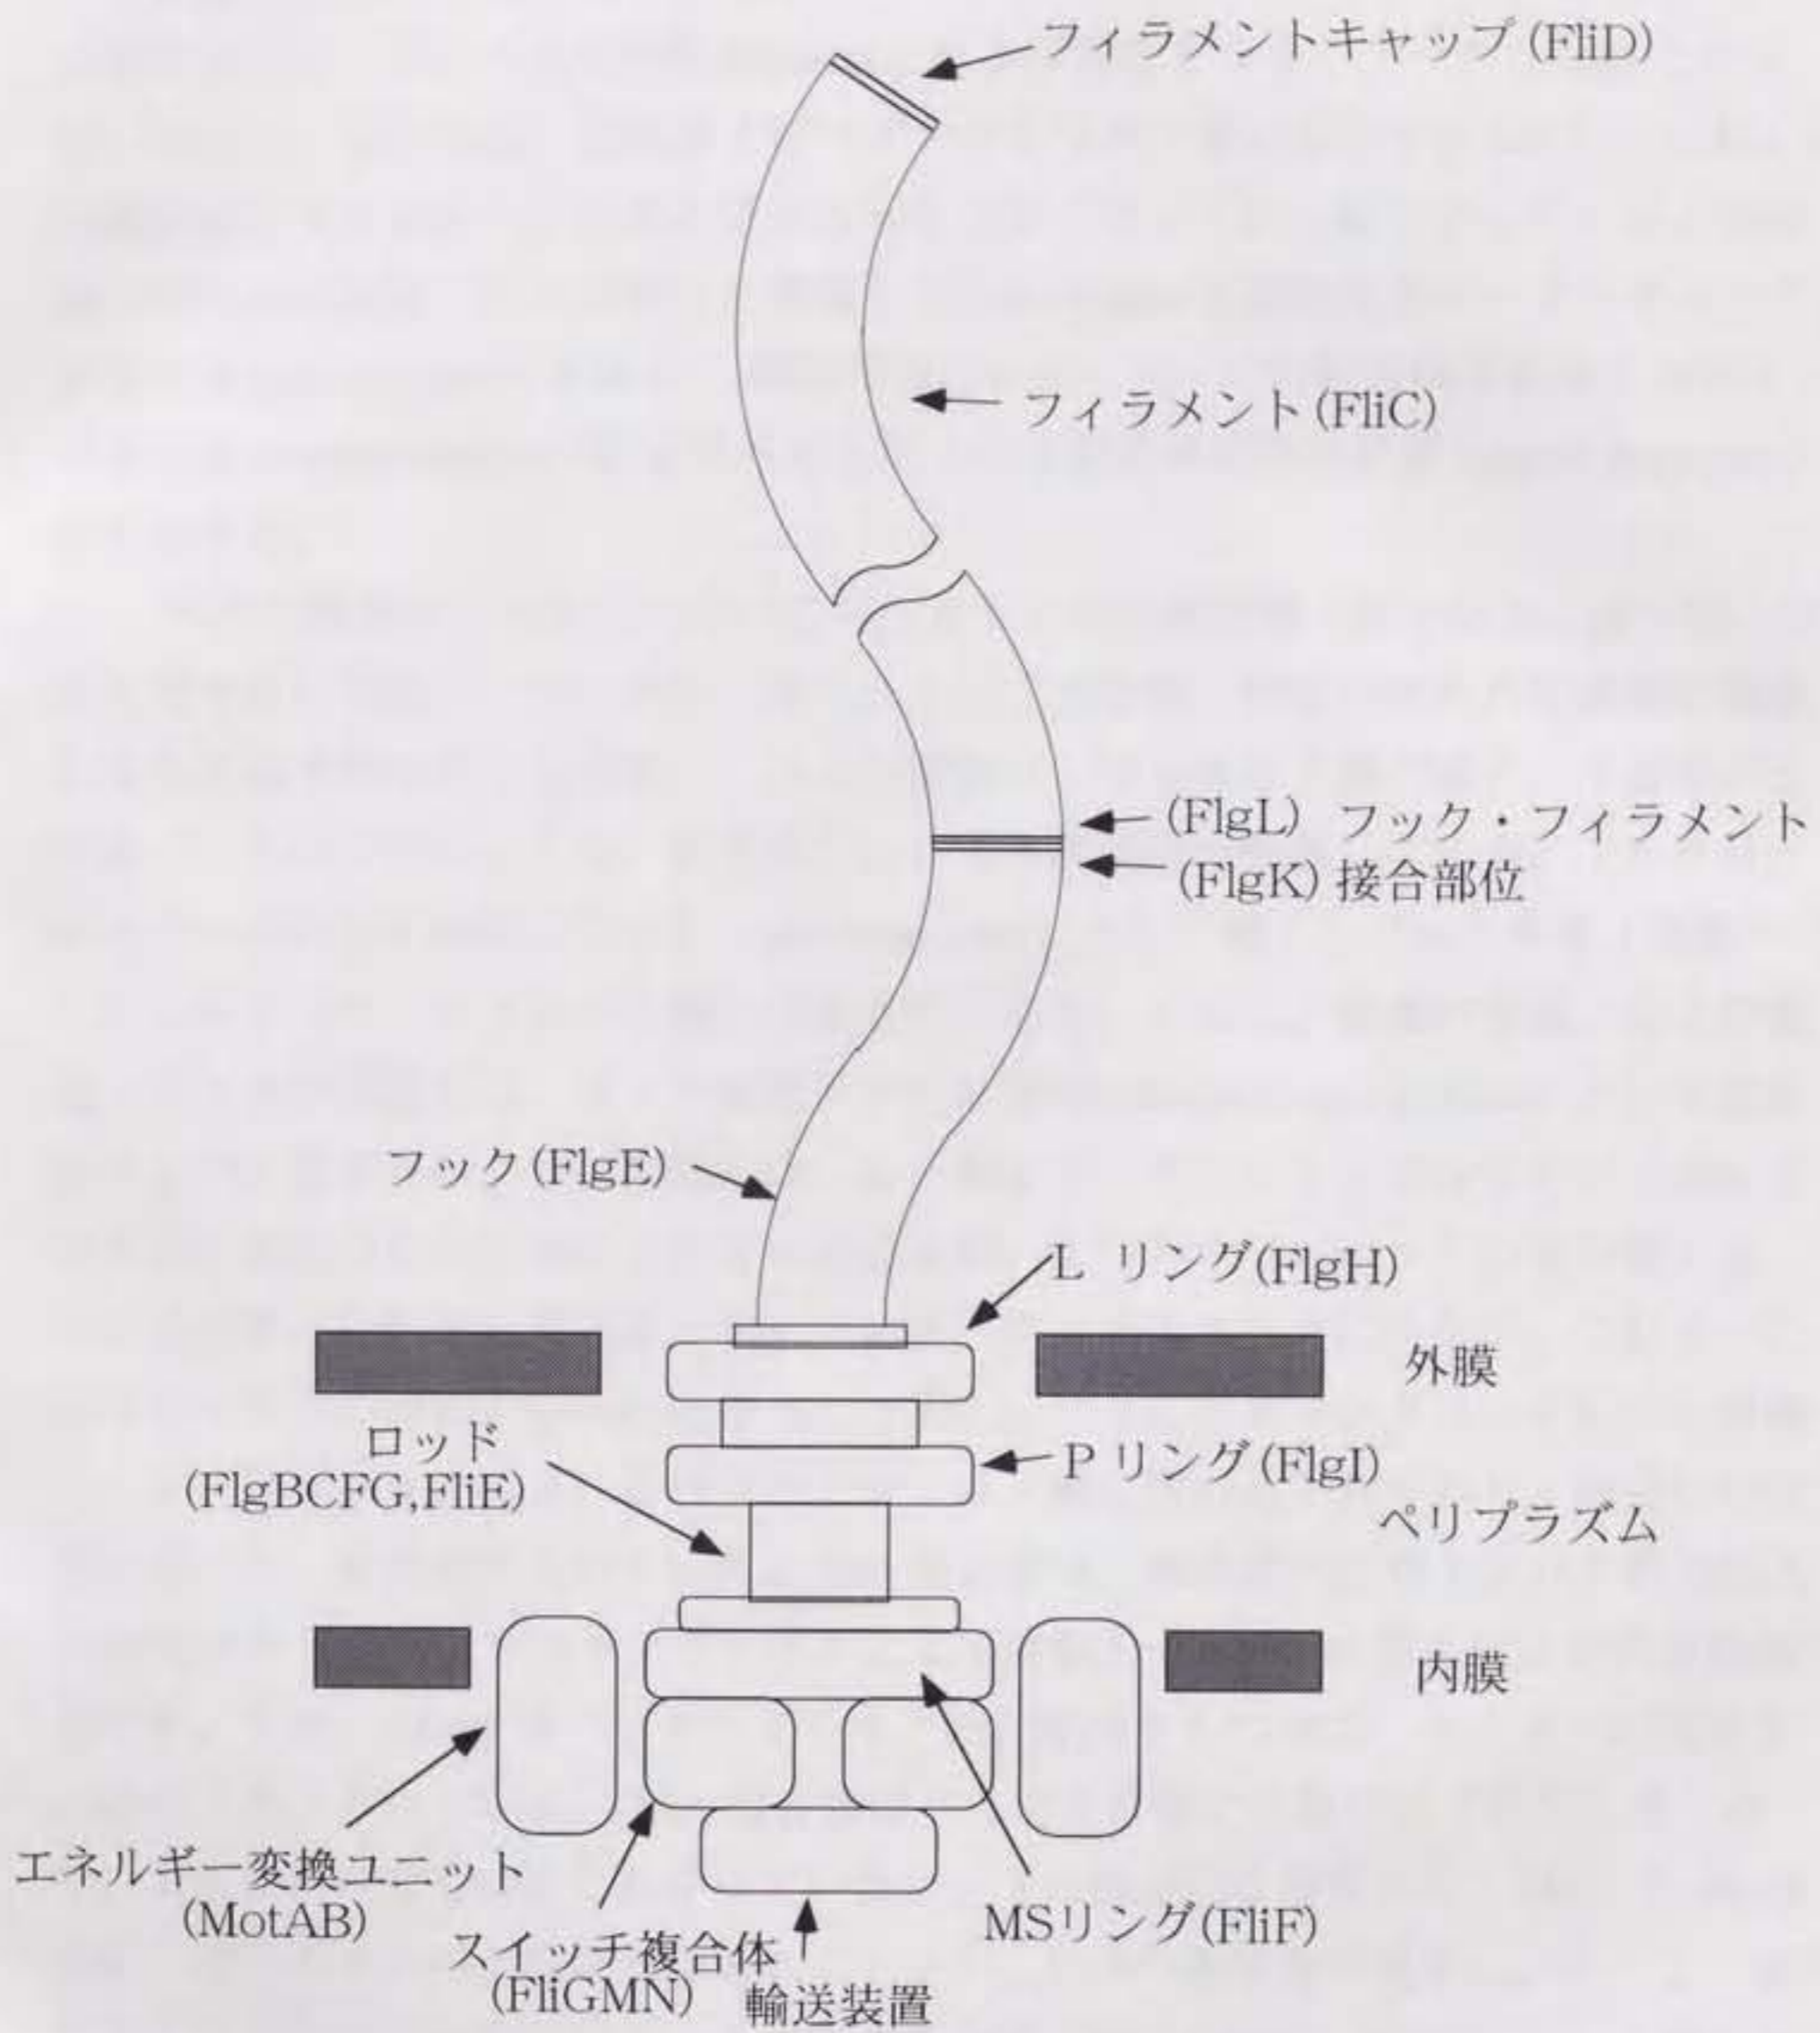 フィラメントキャップ(FliD)
フィラメント(FliC)
(FlgL) フック・フィラメント
(FlgK) 接合部位
フック(FlgE)
L リング(FlgH)
外膜
ロッド
(FlgBCFG,FliE)
P リング(FlgI)
ペリプラズム
内膜
エネルギー変換ユニット
(MotAB)
スイッチ複合体
(FliGMN)
輸送装置
MSリング(FliF)